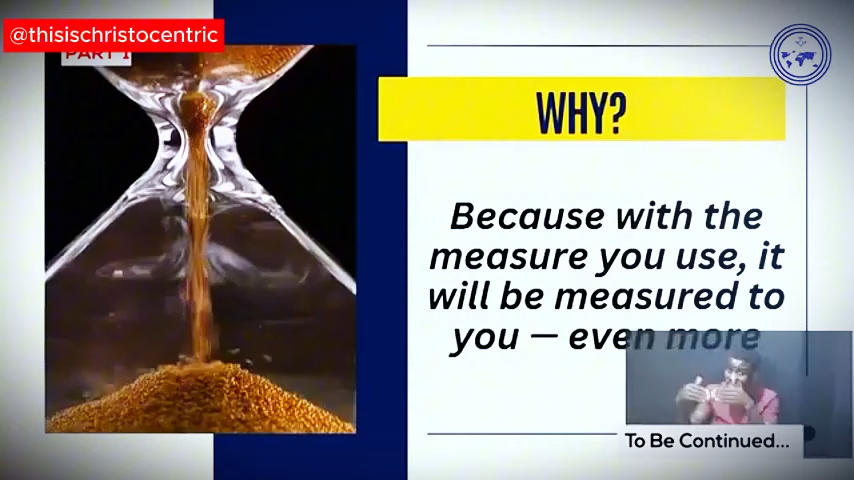 @thisischristocentric
PART 1
WHY?
Because with the
measure you use, it
will be measured to
you — even more
To Be Continued...